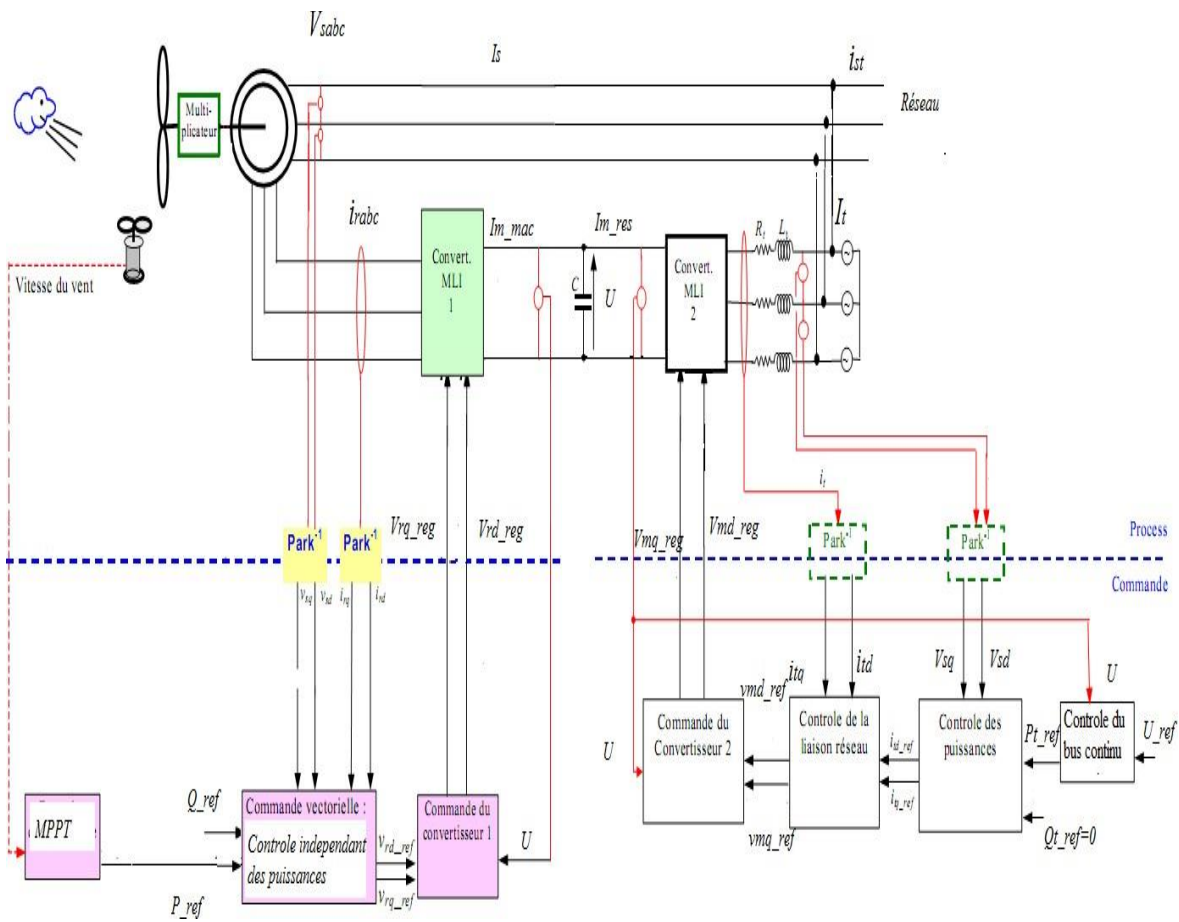 Vsabc
Is
ist
Réseau
Multi-
plicateur
irabc
Im_mac
Im_res
It
Rt
Lt
Convert.
MLI
1
C
U
Convert.
MLI
2
Vitesse du vent
it
Vrq_reg
Vrd_reg
Vmq_reg
Vmd_reg
Park-1
Park-1
Park-1
Park-1
Process
Commande
vsq
vsd
irq
ird
itq
itd
Vsq
Vsd
U
vmd_ref
Commande du
Convertisseur 2
Controle de la
liaison réseau
Controle des
puissances
Controle du
bus continu
Pt_ref
U_ref
U
itq_ref
vmq_ref
Qt_ref=0
Q_ref
MPPT
Commande vectorielle :
Controle independant
des puissances
Commande du
convertisseur 1
U
vrd_ref
vrq_ref
P_ref